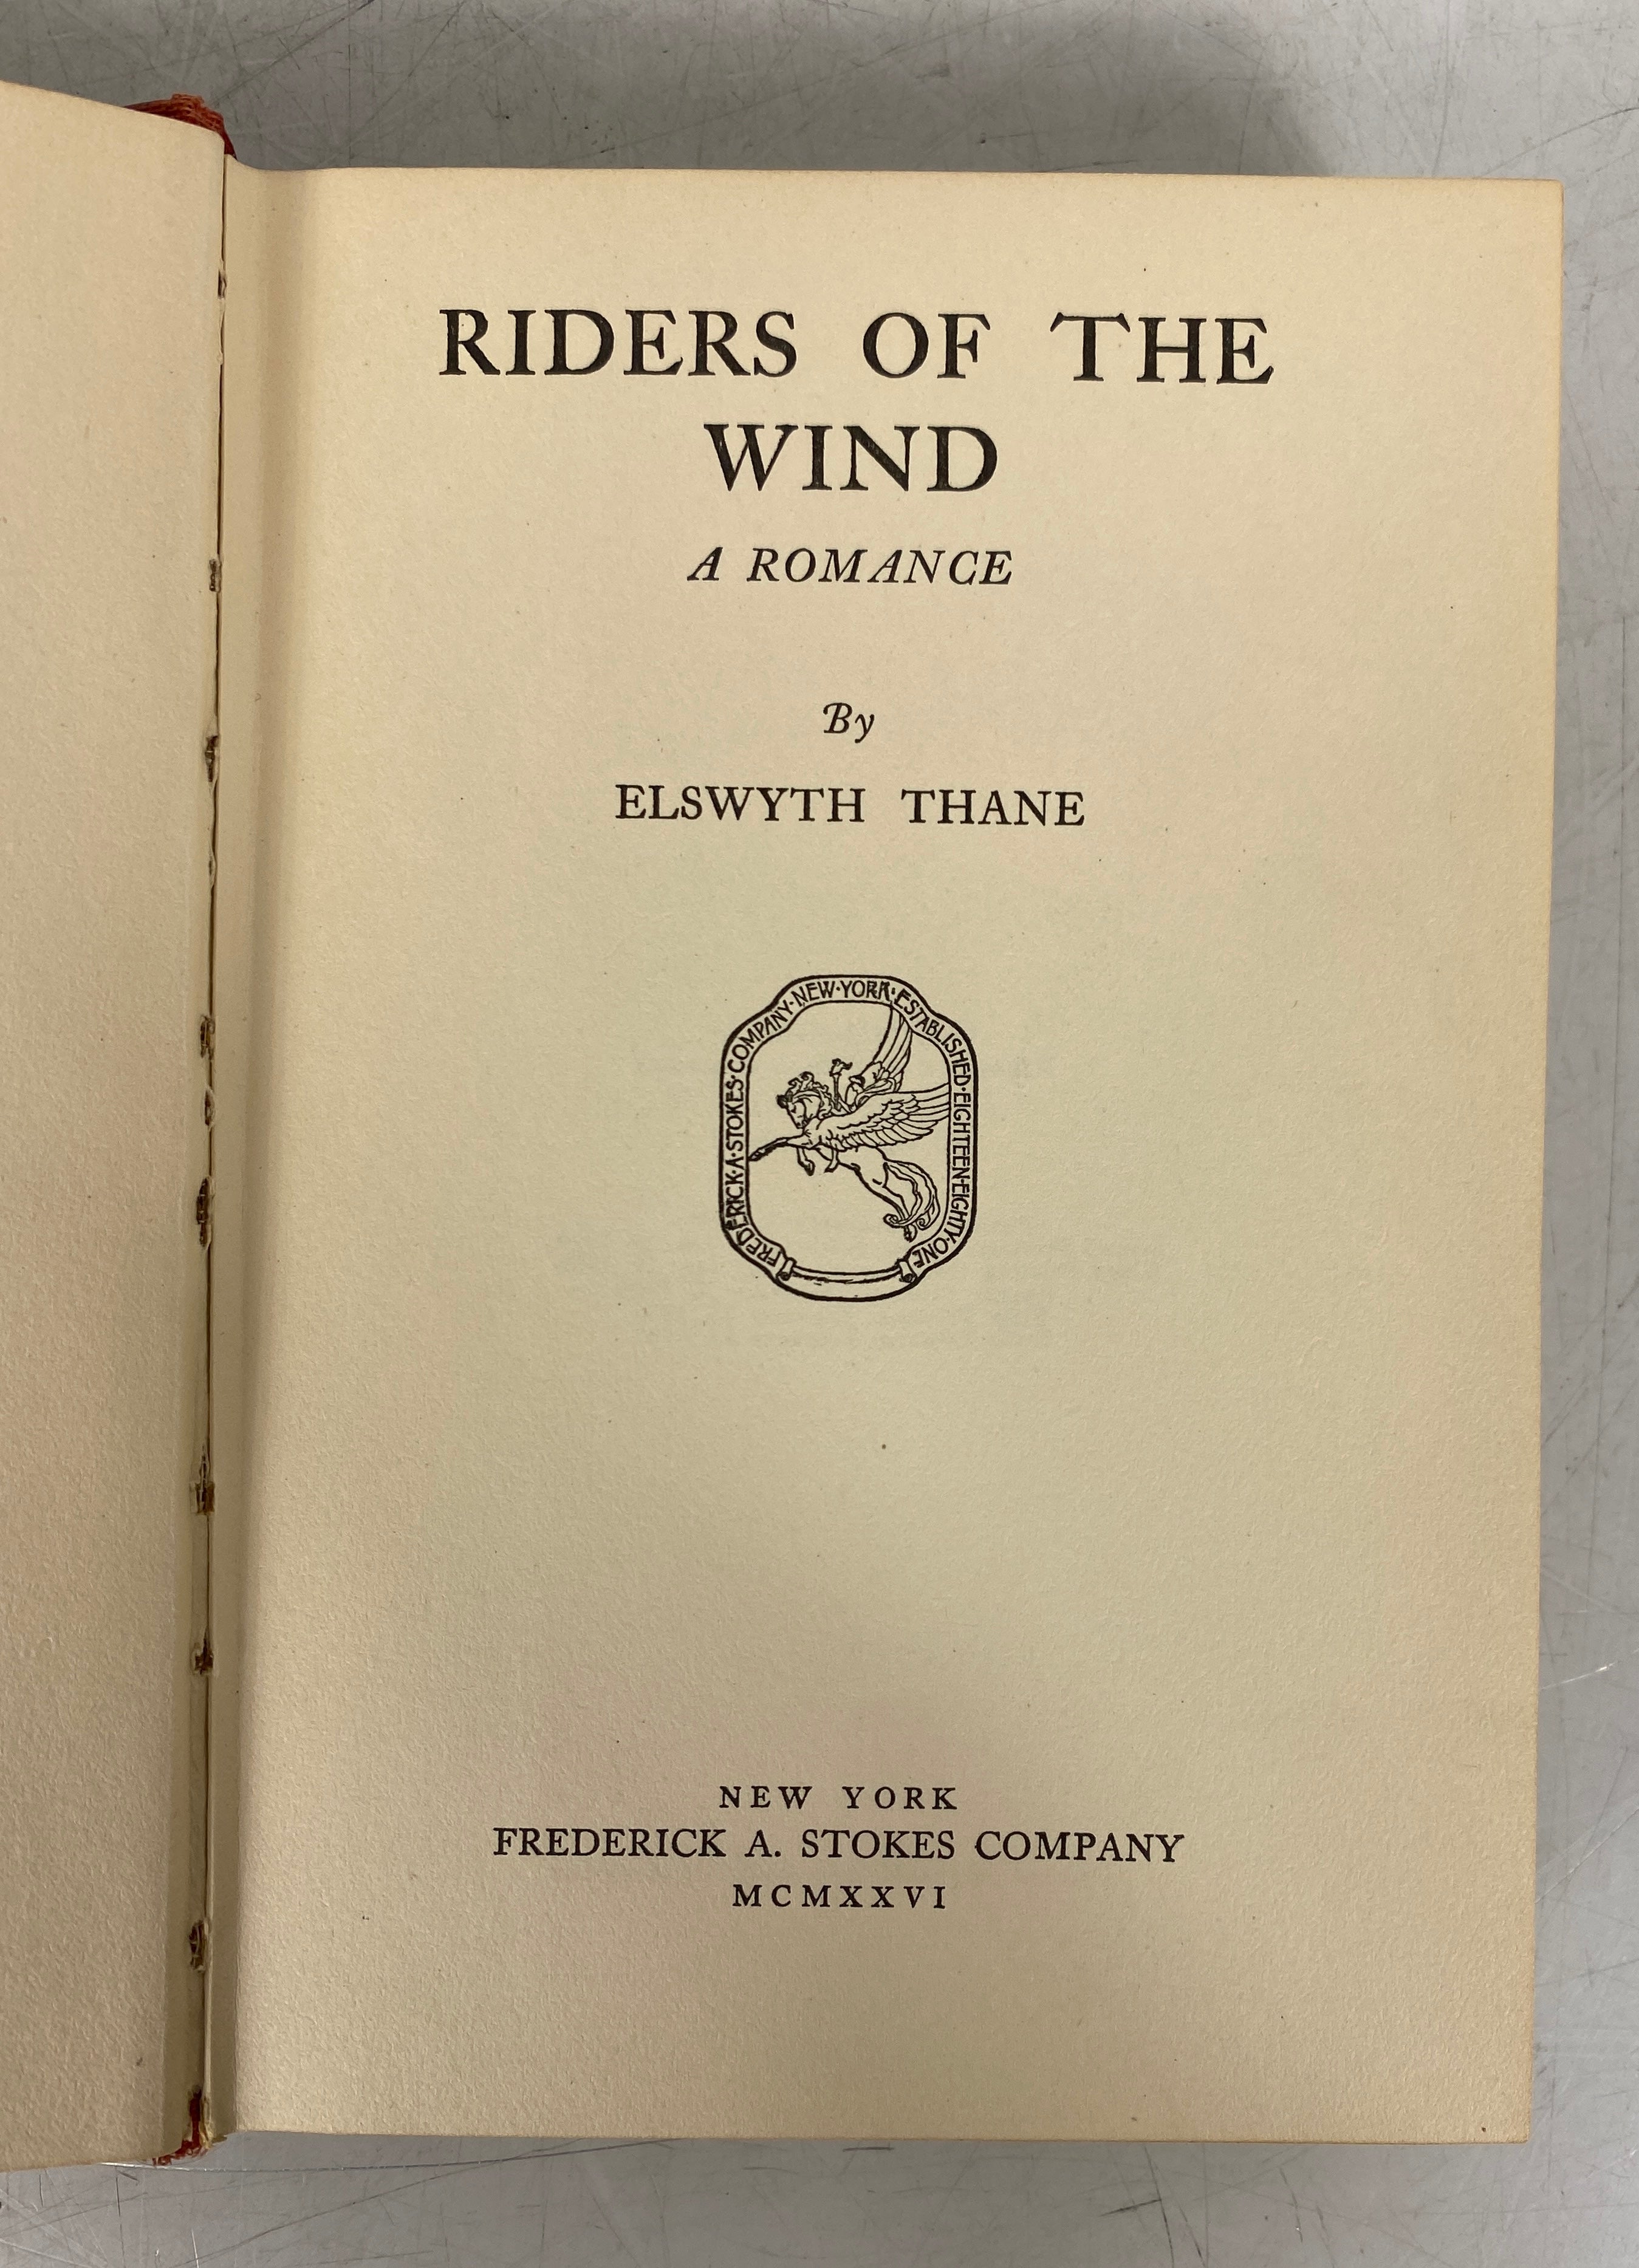 RIDERS OF THE
WIND
A ROMANCE
By
ELSWYTH THANE
FREDERICK·A·STOKES·COMPANY·NEW·YORK·ESTABLISHED·EIGHTEEN·EIGHTY·ONE
NEW YORK
FREDERICK A. STOKES COMPANY
MCMXXVI